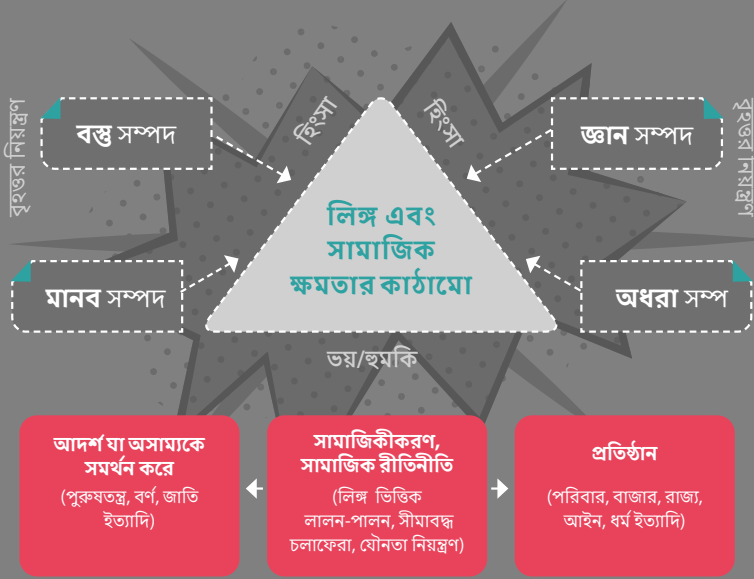 বৃহত্তর নিয়ন্ত্রণ
হিংসা
হিংসা
বৃহত্তর নিয়ন্ত্রণ
বস্তু সম্পদ
জ্ঞান সম্পদ
লিঙ্গ এবং
সামাজিক
ক্ষমতার কাঠামো
মানব সম্পদ
অধরা সম্প
ভয়/হুমকি
আদর্শ যা অসাম্যকে
সমর্থন করে
(পুরুষতন্ত্র, বর্ণ, জাতি
ইত্যাদি)
সামাজিকীকরণ,
সামাজিক রীতিনীতি
(লিঙ্গ ভিত্তিক
লালন-পালন, সীমাবদ্ধ
চলাফেরা, যৌনতা নিয়ন্ত্রণ)
প্রতিষ্ঠান
(পরিবার, বাজার, রাজ্য,
আইন, ধর্ম ইত্যাদি)